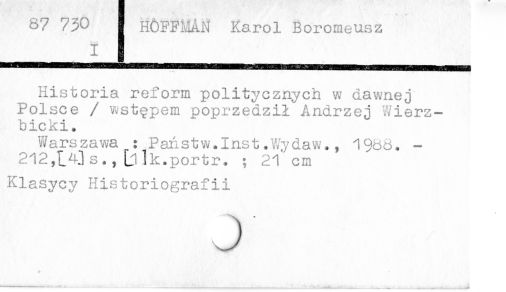 87 730 HOFFMAN Karol Boromeusz
I
Historia reform politycznych w dawnej
Polsce / wstępem poprzedził Andrzej Wierz-
bicki.
Warszawa : Państw.Inst.Wydaw., 1988. -
212,[4]s.,[1]k.portr. ; 21 cm
Klasycy Historiografii